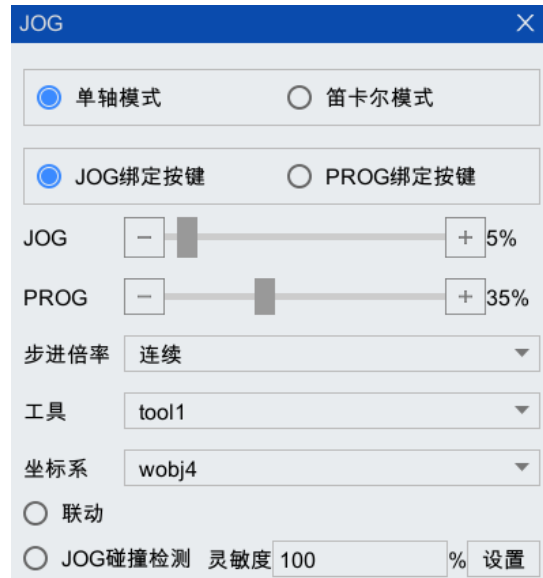 JOG
单轴模式 笛卡尔模式
JOG绑定按键 PROG绑定按键
JOG 5%
PROG 35%
步进倍率 连续
工具 tool1
坐标系 wobj4
联动
JOG碰撞检测 灵敏度 100 % 设置